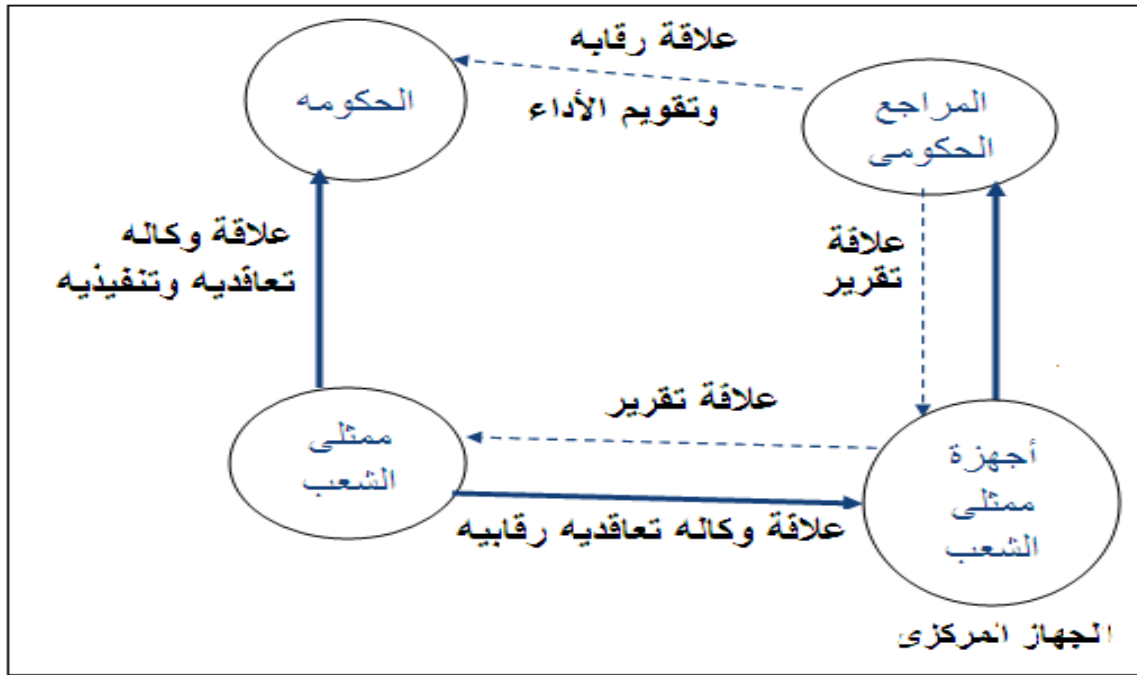 علاقة رقابه
وتقويم الأداء
المراجع
الحكومى
الحكومه
علاقة
تقرير
علاقة وكاله
تعاقديه وتنفيذيه
علاقة تقرير
أجهزة
ممثلى
الشعب
ممثلى
الشعب
علاقة وكاله تعاقديه رقابيه
الجهاز المركزى